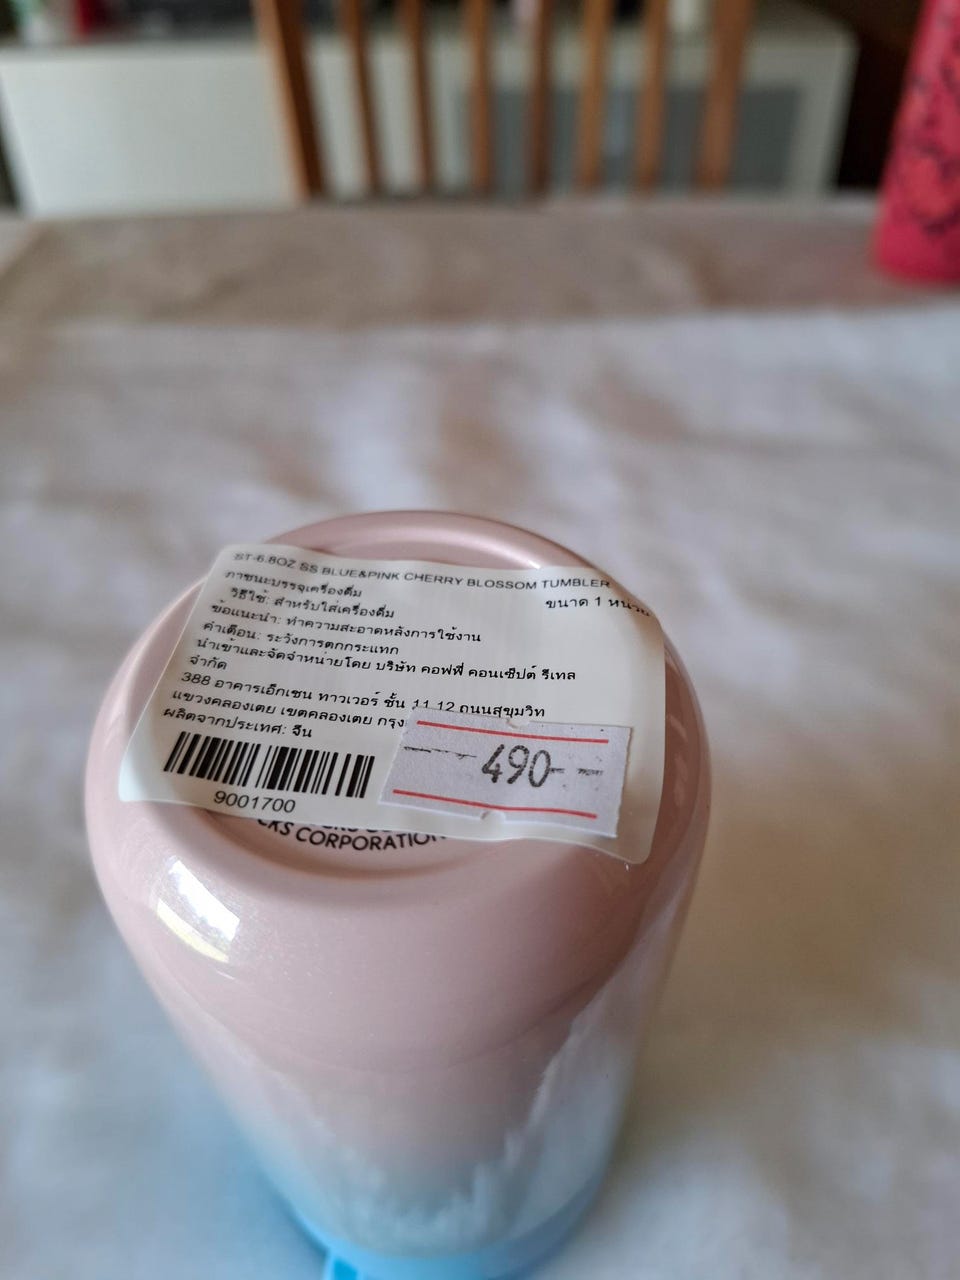 ST-6.8OZ SS BLUE&PINK CHERRY BLOSSOM TUMBLER
ภาชนะบรรจุเครื่องดื่ม
ขนาด 1 หน่วย
วิธีใช้: สำหรับใส่เครื่องดื่ม
ข้อแนะนำ: ทำความสะอาดหลังการใช้งาน
คำเตือน: ระวังการตกกระแทก
นำเข้าและจัดจำหน่ายโดย บริษัท คอฟฟี่ คอนเซ็ปต์ รีเทล
จำกัด
388 อาคารเอ็กเชน ทาวเวอร์ ชั้น 11,12 ถนนสุขุมวิท
แขวงคลองเตย เขตคลองเตย กรุง
ผลิตจากประเทศ: จีน
490-
9001700
CKS CORPORATION